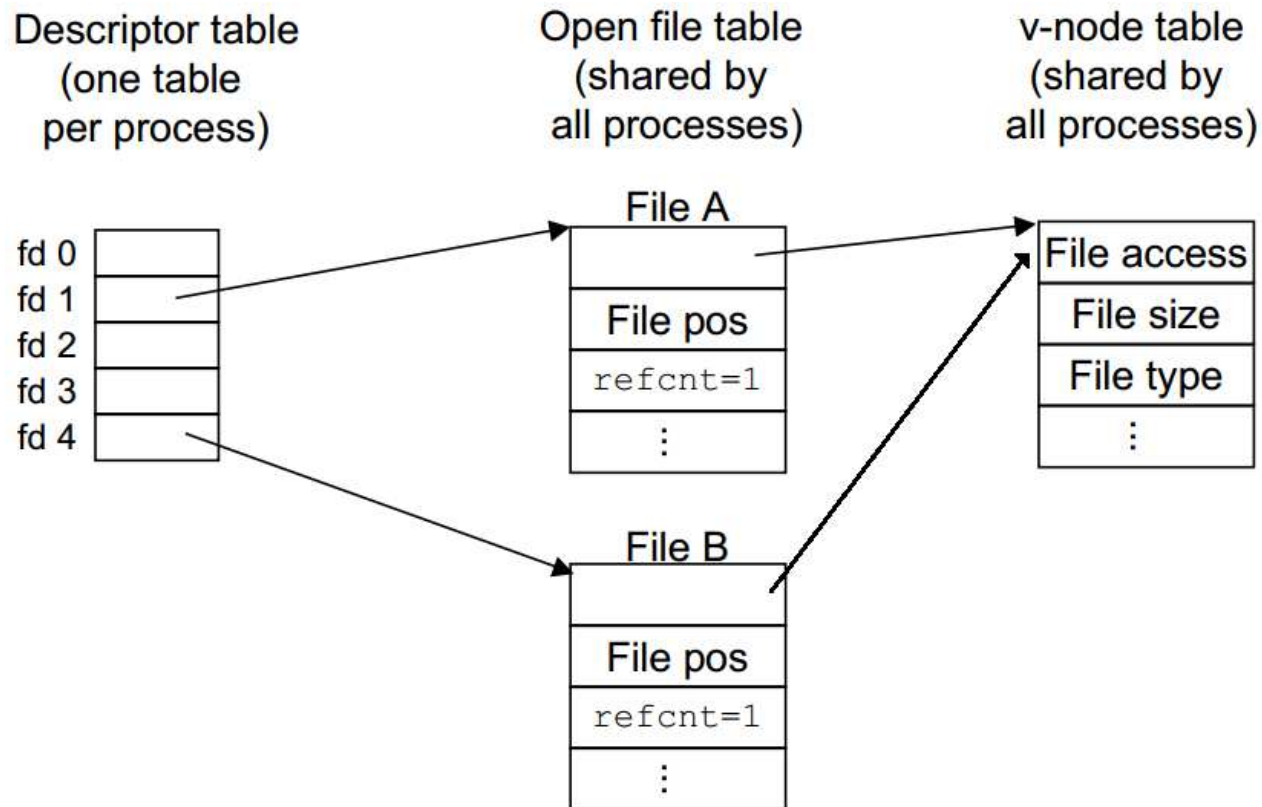 Descriptor table
(one table
per process)
Open file table
(shared by
all processes)
v-node table
(shared by
all processes)
fd 0
fd 1
fd 2
fd 3
fd 4
File A
File pos
refcnt=1
⋮
File B
File pos
refcnt=1
⋮
File access
File size
File type
⋮